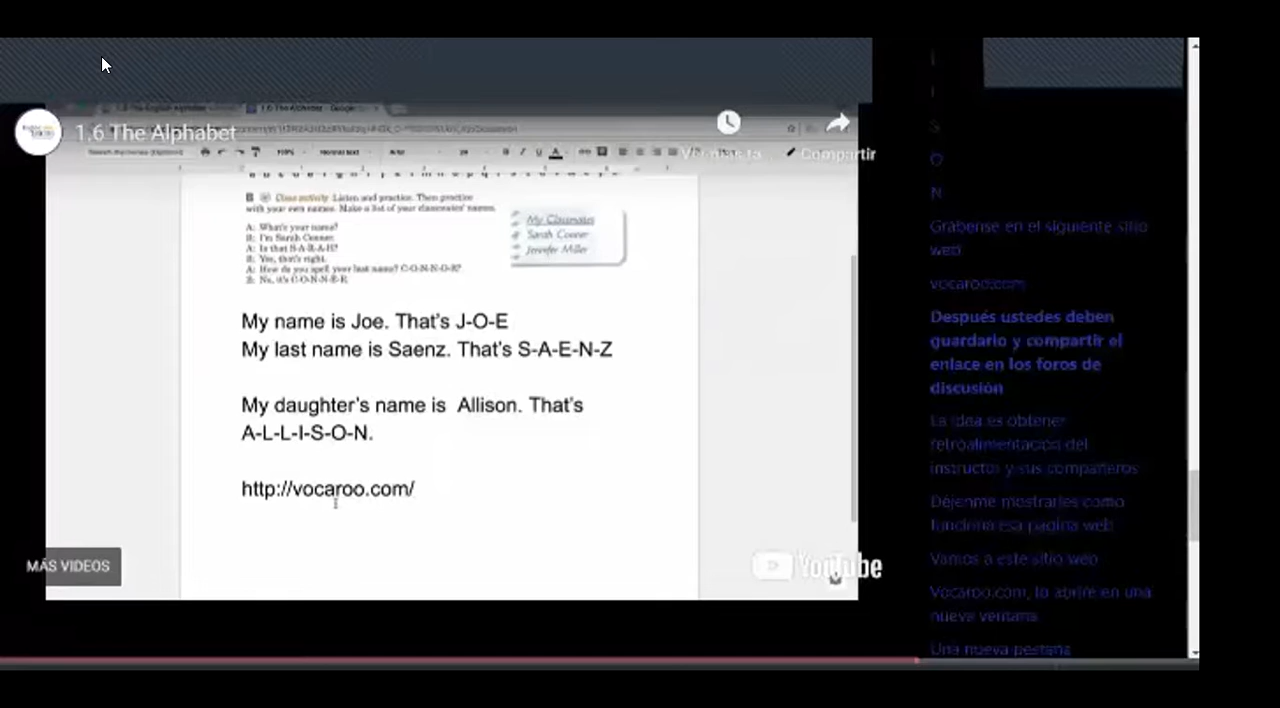 1.6 The Alphabet
Compartir
Class activity Listen and practice. Then practice
with your own names. Make a list of your classmates' names.
A: What's your name?
B: I'm Sarah Conner.
A: Is that S-A-R-A-H?
B: Yes, that's right.
A: How do you spell your last name? C-O-N-N-O-R?
B: No, it's C-O-N-N-E-R.
My Classmates
Sarah Conner
Jennifer Miller
My name is Joe. That's J-O-E
My last name is Saenz. That's S-A-E-N-Z
My daughter's name is Allison. That's
A-L-L-I-S-O-N.
http://vocaroo.com/
MÁS VIDEOS
YouTube
S
O
N
Grábense en el siguiente sitio
web
vocaroo.com
Después ustedes deben
guardarlo y compartir el
enlace en los foros de
discusión
La idea es obtener
retroalimentación del
instructor y sus compañeros
Déjenme mostrarles como
funciona esa pagina web
Vamos a este sitio web
Vocaroo.com, lo abriré en una
nueva ventana
Una nueva pestaña